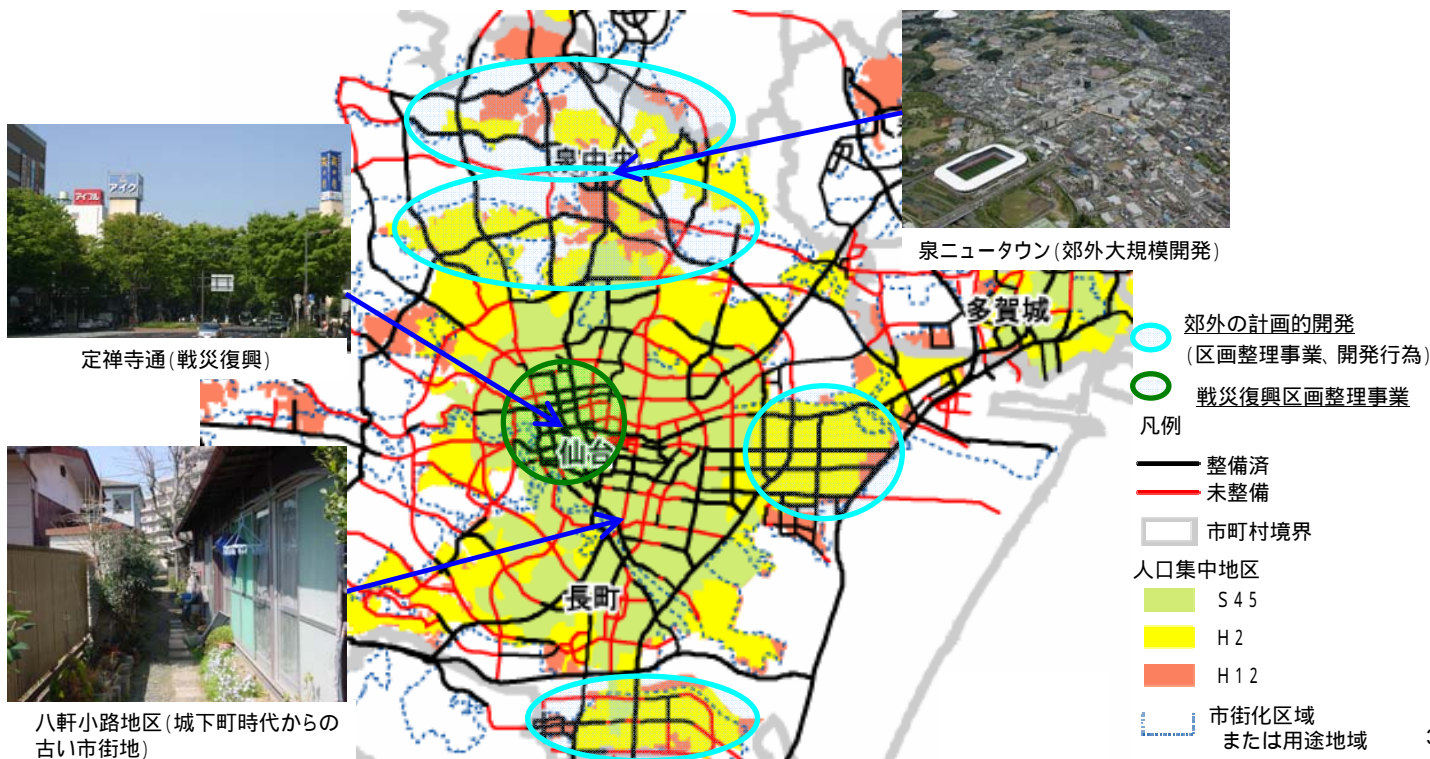 アイフル
アイク
定禅寺通(戦災復興)
八軒小路地区(城下町時代からの
古い市街地)
泉中央
仙台
長町
多賀城
泉ニュータウン(郊外大規模開発)
郊外の計画的開発
(区画整理事業、開発行為)
戦災復興区画整理事業
凡例
整備済
未整備
市町村境界
人口集中地区
S45
H2
H12
市街化区域
または用途地域